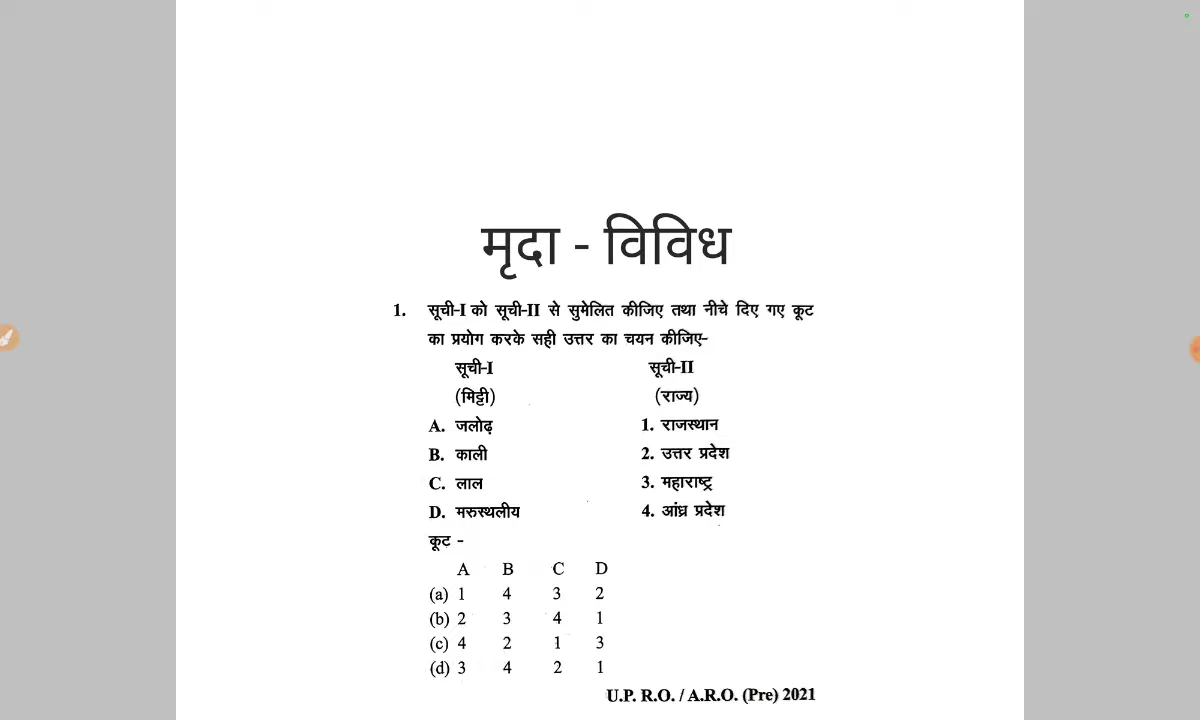 मृदा - विविध
1. सूची-I को सूची-II से सुमेलित कीजिए तथा नीचे दिए गए कूट
का प्रयोग करके सही उत्तर का चयन कीजिए-
सूची-I सूची-II
(मिट्टी) (राज्य)
A. जलोढ़ 1. राजस्थान
B. काली 2. उत्तर प्रदेश
C. लाल 3. महाराष्ट्र
D. मरुस्थलीय 4. आंध्र प्रदेश
कूट -
A B C D
(a) 1 4 3 2
(b) 2 3 4 1
(c) 4 2 1 3
(d) 3 4 2 1
U.P. R.O. / A.R.O. (Pre) 2021